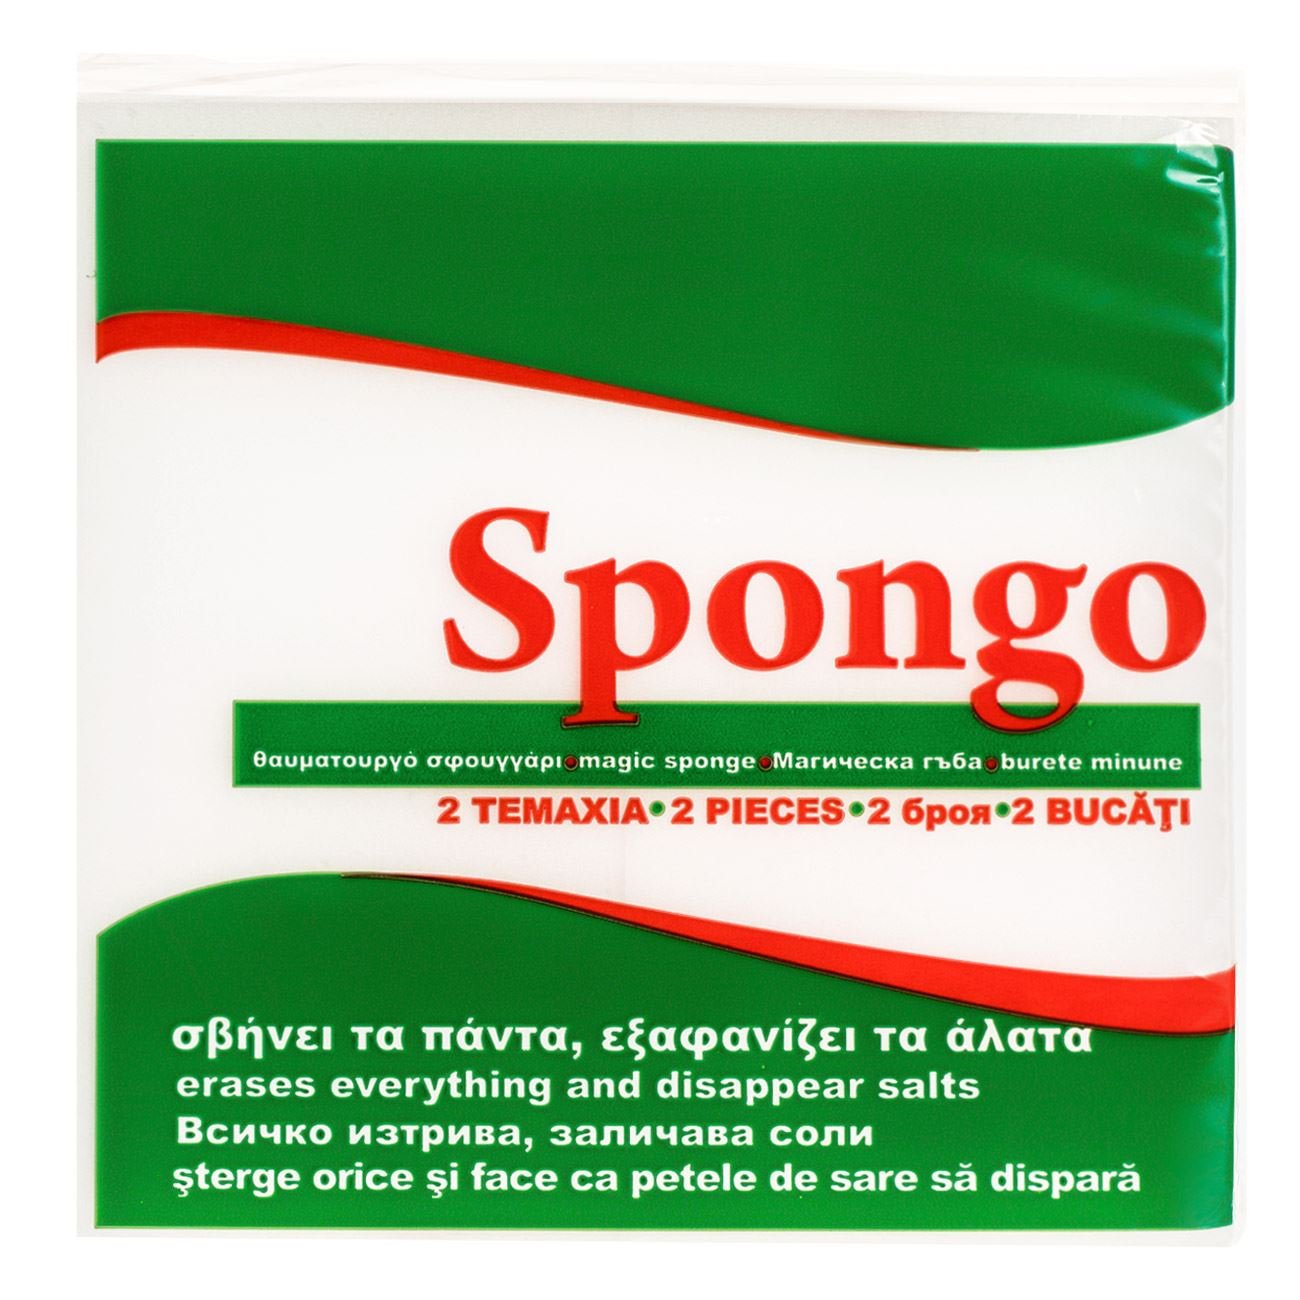 Spongo
θαυματουργό σφουγγάρι•magic sponge•Магическа гъба•burete minune
2 ΤΕΜΑΧΙΑ•2 PIECES•2 броя•2 BUCĂŢI
σβήνει τα πάντα, εξαφανίζει τα άλατα
erases everything and disappear salts
Всичко изтрива, заличава соли
şterge orice şi face ca petele de sare să dispară